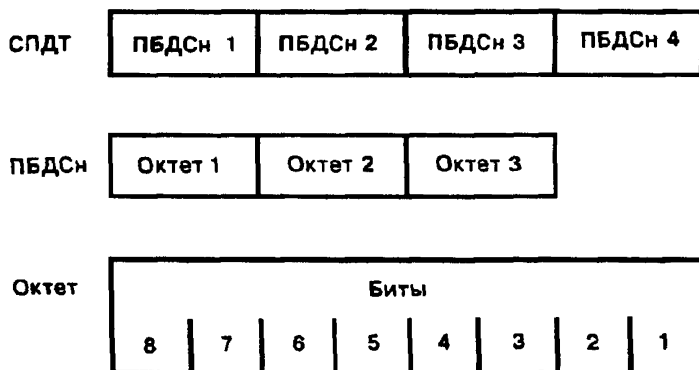 СПДТ ПБДСн 1 ПБДСн 2 ПБДСн 3 ПБДСн 4
ПБДСн Октет 1 Октет 2 Октет 3
Октет Биты
8 7 6 5 4 3 2 1